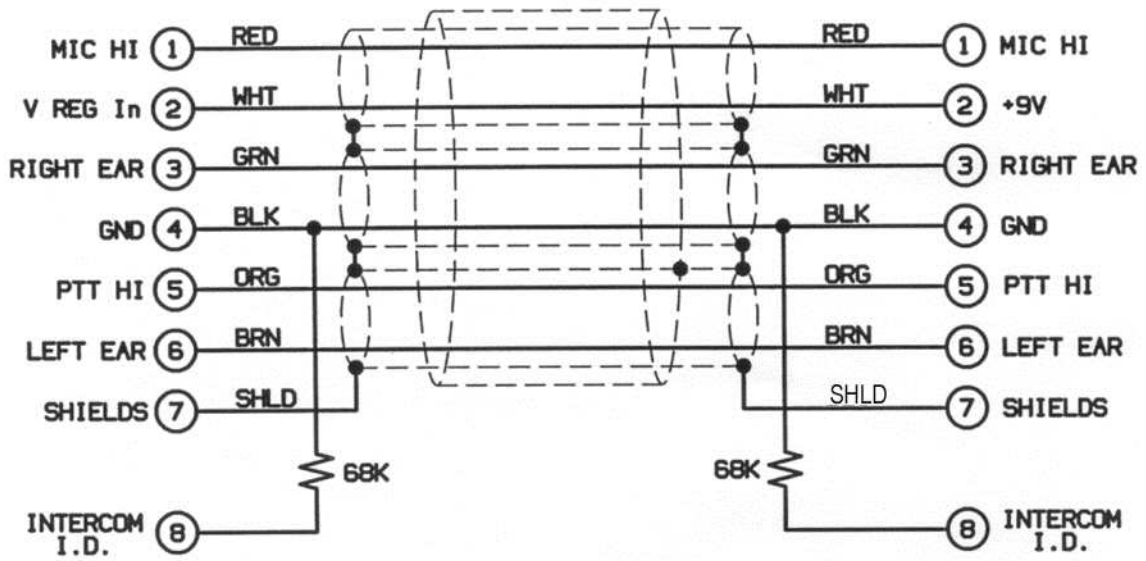 MIC HI 1 RED RED 1 MIC HI
V REG In 2 WHT WHT 2 +9V
RIGHT EAR 3 GRN GRN 3 RIGHT EAR
GND 4 BLK BLK 4 GND
PTT HI 5 ORG ORG 5 PTT HI
LEFT EAR 6 BRN BRN 6 LEFT EAR
SHIELDS 7 SHLD SHLD 7 SHIELDS
68K 68K
INTERCOM I.D. 8 8 INTERCOM I.D.